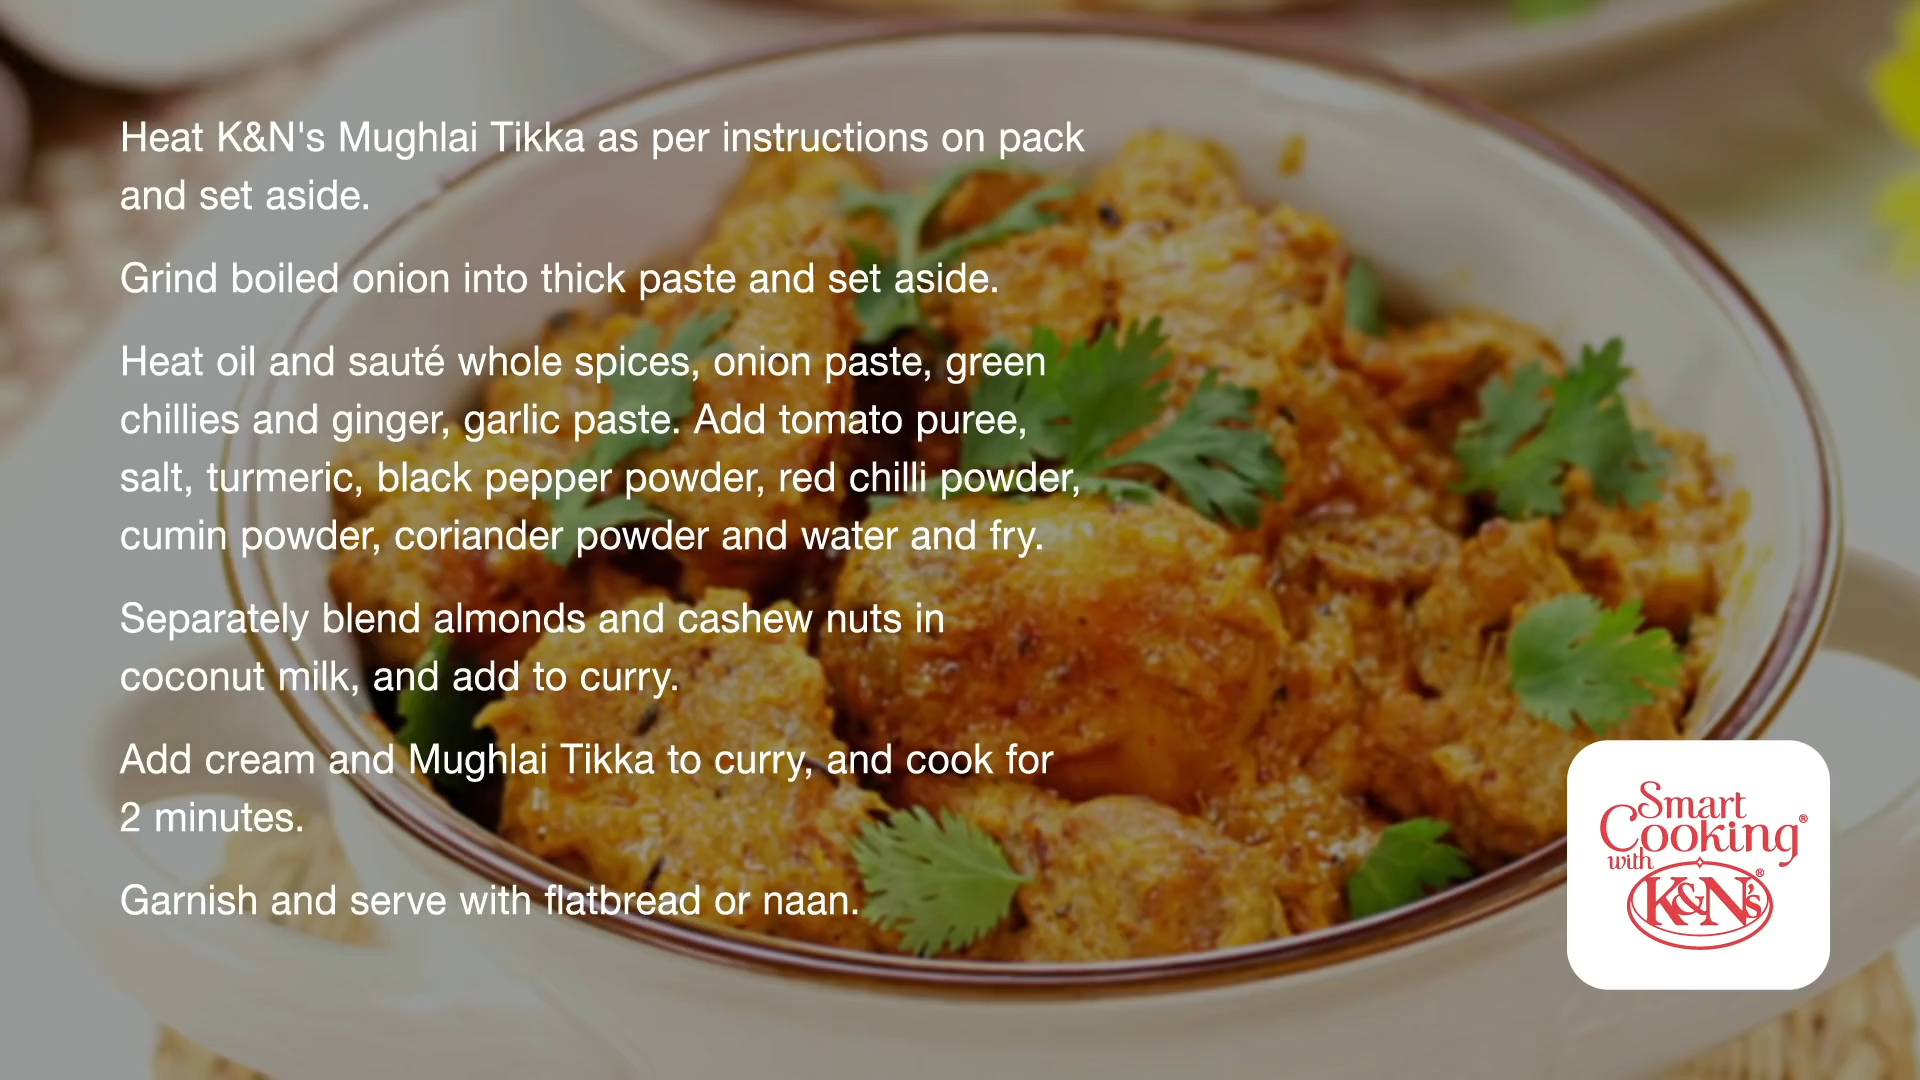 Heat K&N's Mughlai Tikka as per instructions on pack
and set aside.
Grind boiled onion into thick paste and set aside.
Heat oil and sauté whole spices, onion paste, green
chillies and ginger, garlic paste. Add tomato puree,
salt, turmeric, black pepper powder, red chilli powder,
cumin powder, coriander powder and water and fry.
Separately blend almonds and cashew nuts in
coconut milk, and add to curry.
Add cream and Mughlai Tikka to curry, and cook for
2 minutes.
Garnish and serve with flatbread or naan.
Smart
Cooking®
with
K&N's®